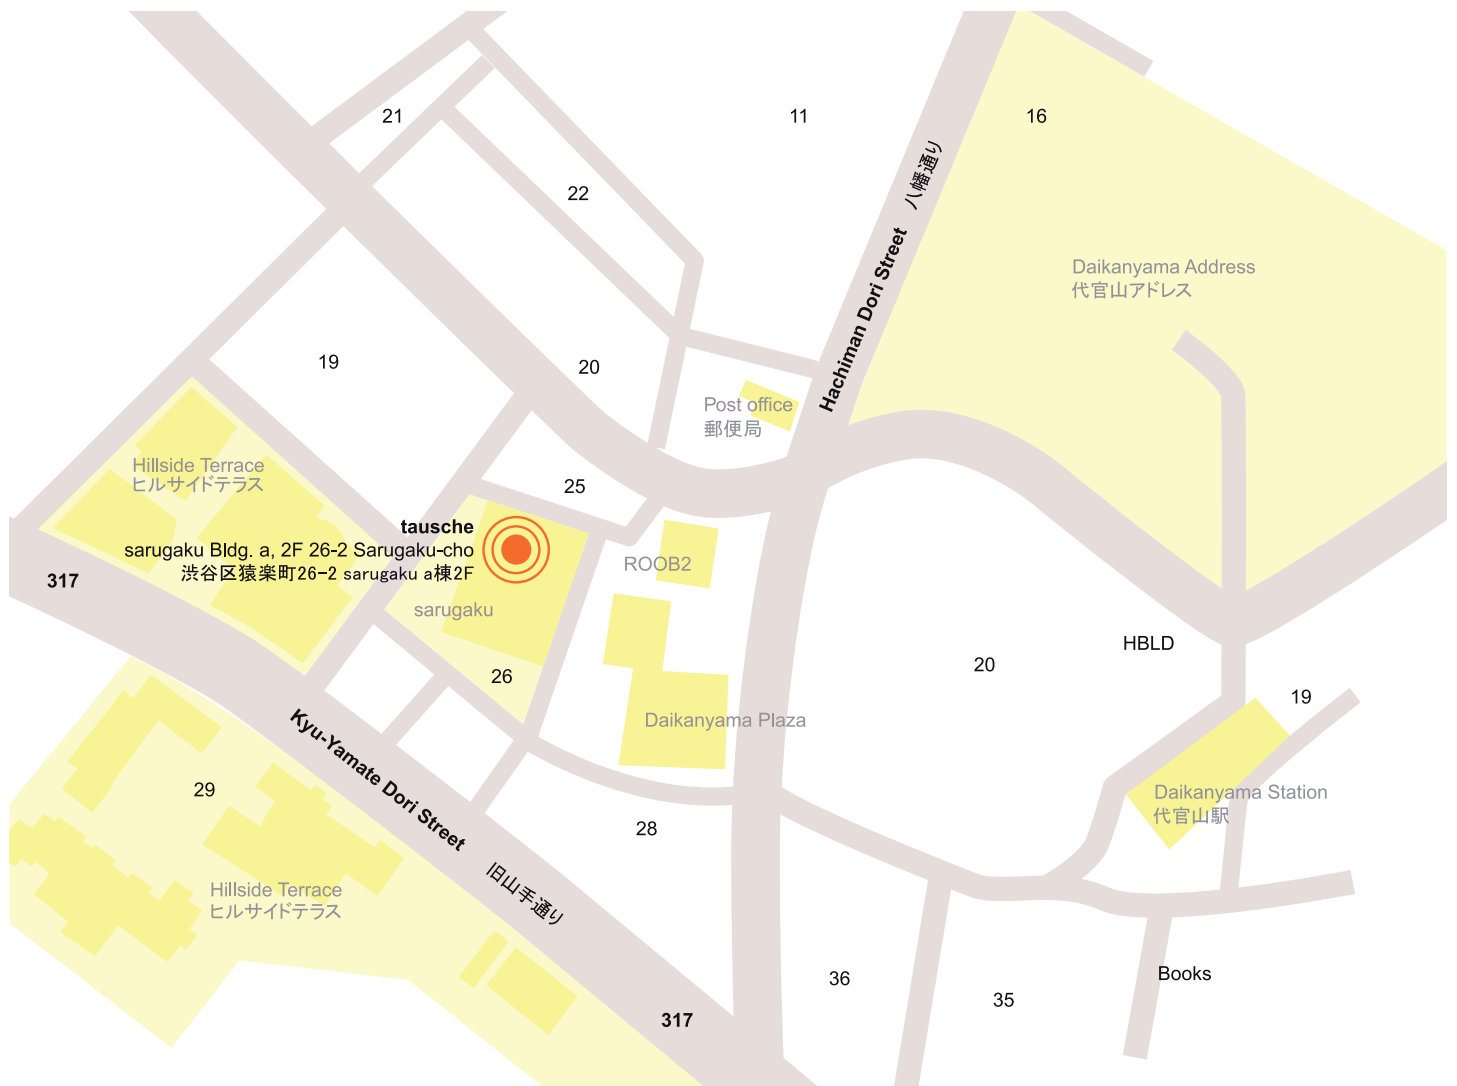 21
11
16
22
Hachiman Dori Street 八幡通り
Daikanyama Address
代官山アドレス
19
20
Post office
郵便局
Hillside Terrace
ヒルサイドテラス
25
tausche
sarugaku Bldg. a, 2F 26-2 Sarugaku-cho
渋谷区猿楽町26-2 sarugaku a棟2F
317
ROOB2
sarugaku
26
HBLD
20
19
Daikanyama Plaza
Kyu-Yamate Dori Street 旧山手通り
29
Daikanyama Station
代官山駅
28
Hillside Terrace
ヒルサイドテラス
36
35
Books
317